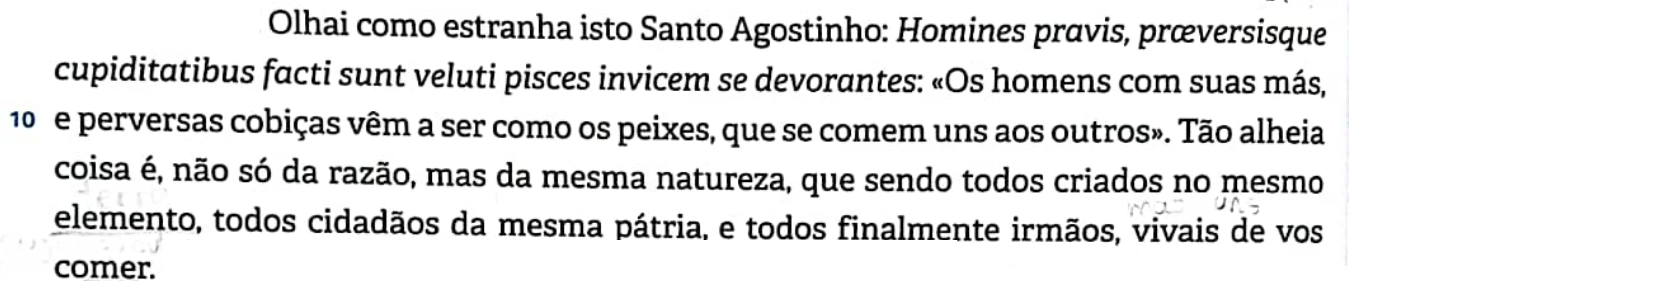 Olhai como estranha isto Santo Agostinho: Homines pravis, præversisque
cupiditatibus facti sunt veluti pisces invicem se devorantes: «Os homens com suas más,
10 e perversas cobiças vêm a ser como os peixes, que se comem uns aos outros». Tão alheia
coisa é, não só da razão, mas da mesma natureza, que sendo todos criados no mesmo
elemento, todos cidadãos da mesma pátria, e todos finalmente irmãos, vivais de vos
comer.